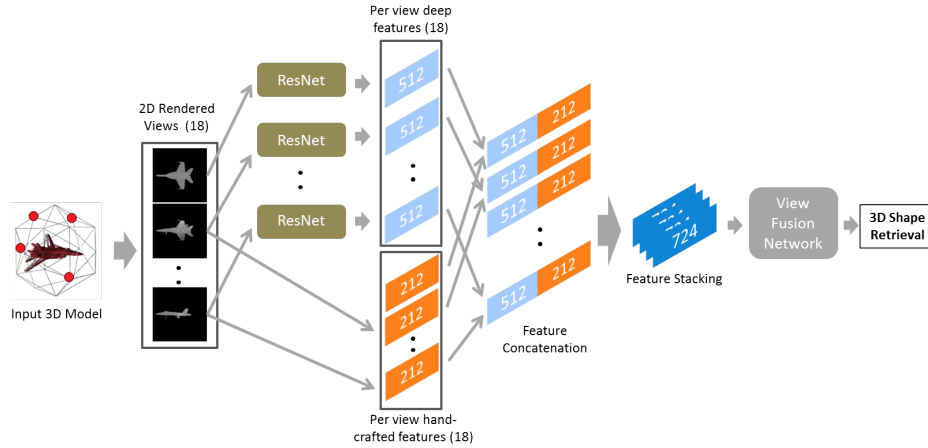 Per view deep
features (18)
2D Rendered
Views (18)
ResNet
ResNet
ResNet
512
512
512
212
212
212
Per view hand-
crafted features (18)
Input 3D Model
512 212
512 212
512 212
512 212
Feature
Concatenation
724
Feature Stacking
View
Fusion
Network
3D Shape
Retrieval